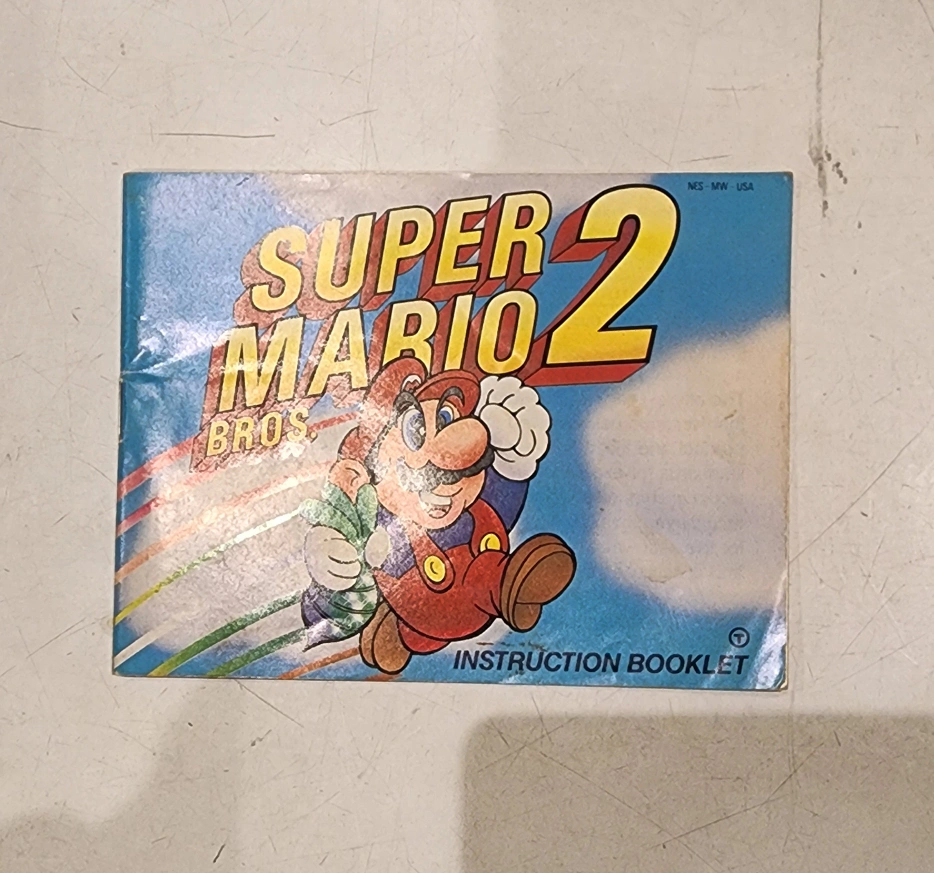 NES - MW - USA
SUPER
MARIO 2
BROS.
T
INSTRUCTION BOOKLET